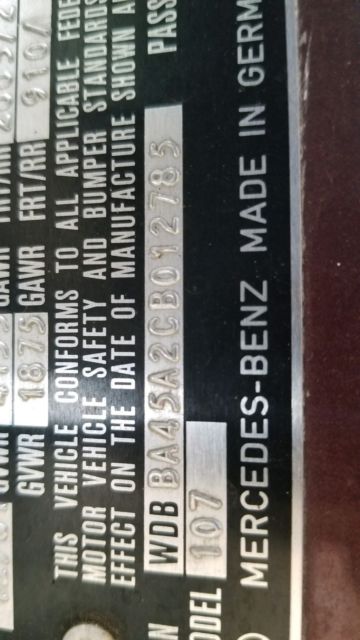 GVWR 1875 GAWR FRT/RR 910/
THIS VEHICLE CONFORMS TO ALL APPLICABLE FEDE
MOTOR VEHICLE SAFETY AND BUMPER STANDARDS
EFFECT ON THE DATE OF MANUFACTURE SHOWN A
WDB BA45A2CB012785 PASS
ODEL 107
MERCEDES-BENZ MADE IN GERM